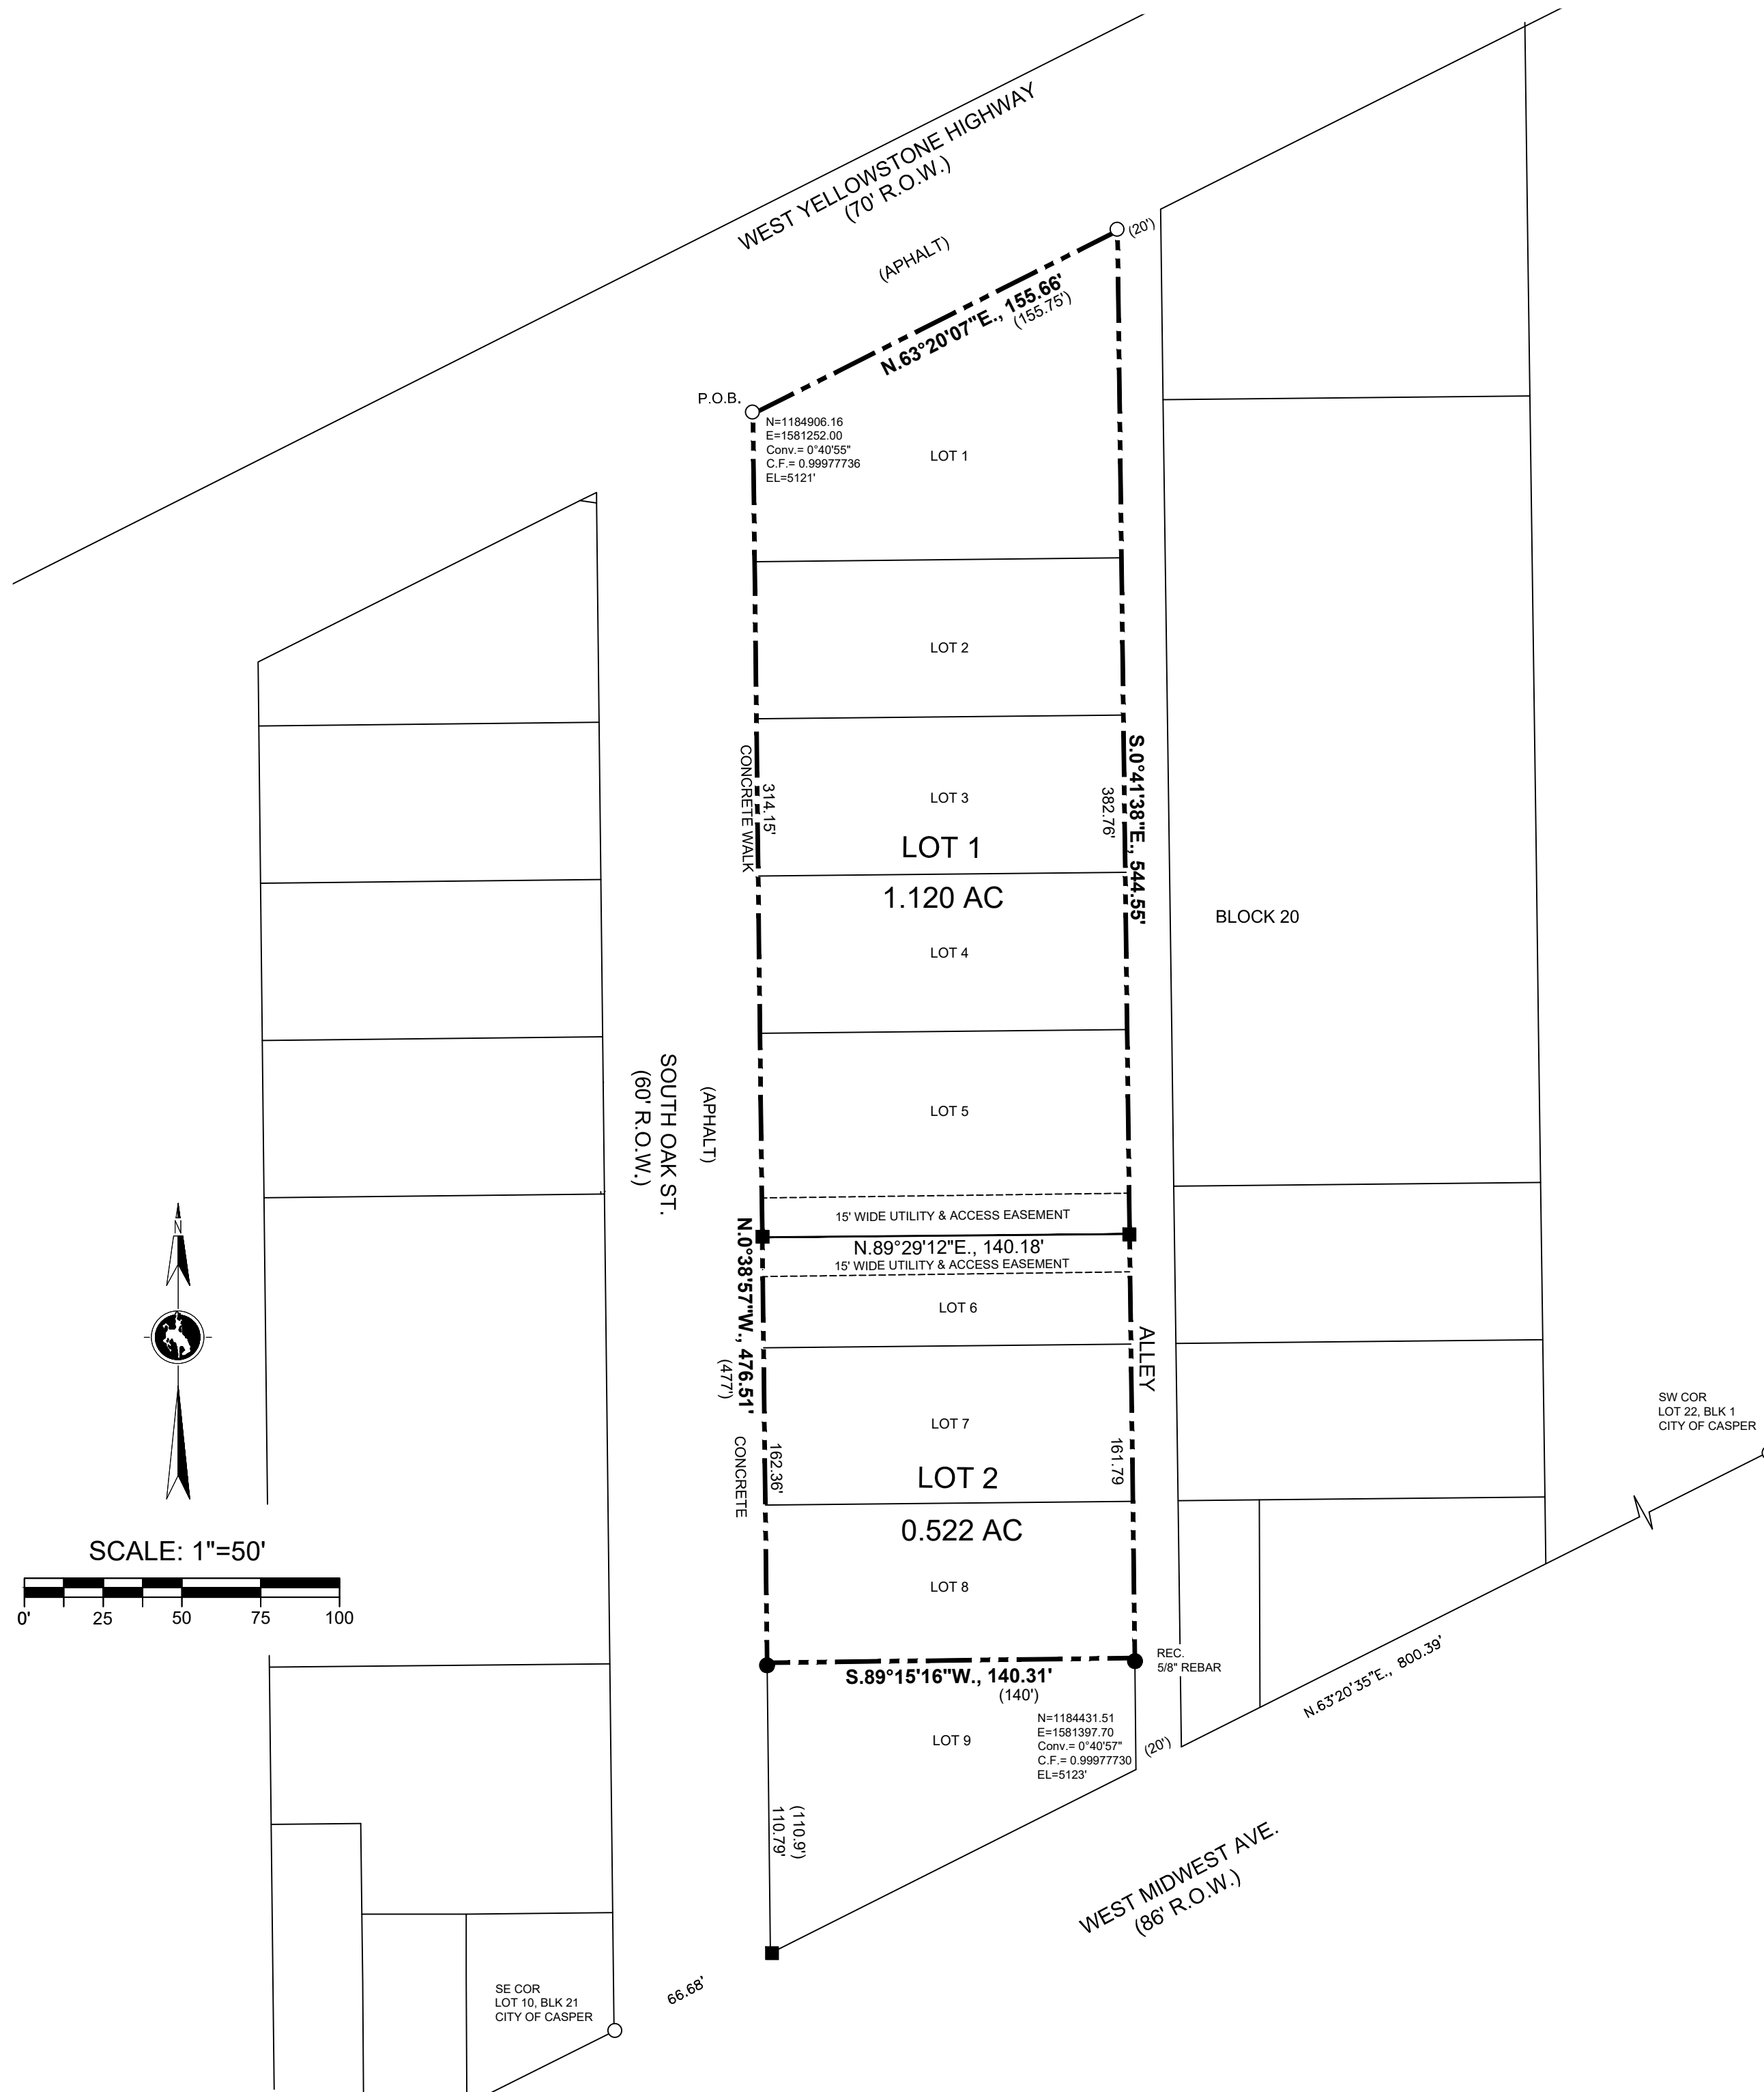 WEST YELLOWSTONE HIGHWAY
(70' R.O.W.)
(APHALT)
(20')
N.63°20'07"E., 155.66'
(155.75')
P.O.B.
N=1184906.16
E=1581252.00
Conv.= 0°40'55"
C.F.= 0.99977736
EL=5121'
LOT 1
LOT 2
CONCRETE WALK
314.15'
LOT 3
382.76'
S.0°41'38"E., 544.55'
LOT 1
1.120 AC
BLOCK 20
LOT 4
SOUTH OAK ST.
(60' R.O.W.)
(APHALT)
LOT 5
15' WIDE UTILITY & ACCESS EASEMENT
N.89°29'12"E., 140.18'
15' WIDE UTILITY & ACCESS EASEMENT
N.0°38'57"W., 476.51'
(477')
LOT 6
ALLEY
N
SW COR
LOT 22, BLK 1
CITY OF CASPER
LOT 7
CONCRETE
162.36'
161.79
LOT 2
0.522 AC
SCALE: 1"=50'
0' 25 50 75 100
LOT 8
REC.
5/8" REBAR
S.89°15'16"W., 140.31'
(140')
N.63°20'35"E., 800.39'
N=1184431.51
E=1581397.70
Conv.= 0°40'57"
C.F.= 0.99977730
EL=5123'
(20')
LOT 9
(110.9')
110.79'
WEST MIDWEST AVE.
(86' R.O.W.)
66.68'
SE COR
LOT 10, BLK 21
CITY OF CASPER